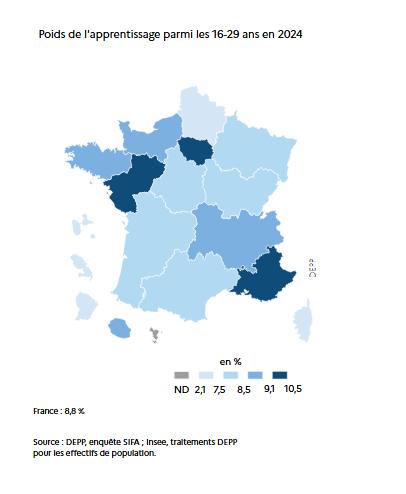 Poids de l'apprentissage parmi les 16-29 ans en 2024
DEPP
en %
ND 2,1 7,5 8,5 9,1 10,5
France : 8,8 %
Source : DEPP, enquête SIFA ; Insee, traitements DEPP
pour les effectifs de population.